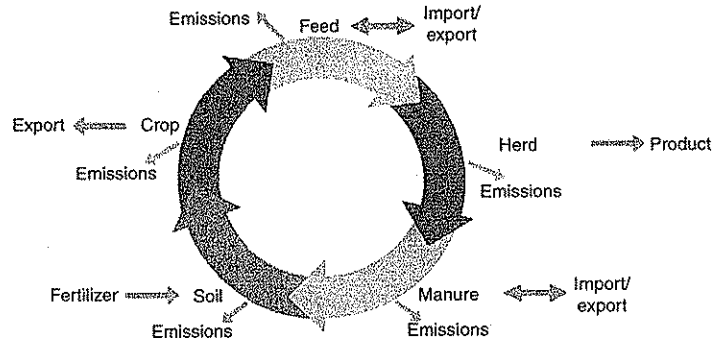 Emissions
Feed
Import/
export
Export
Crop
Emissions
Herd
Product
Emissions
Fertilizer
Soil
Emissions
Manure
Emissions
Import/
export